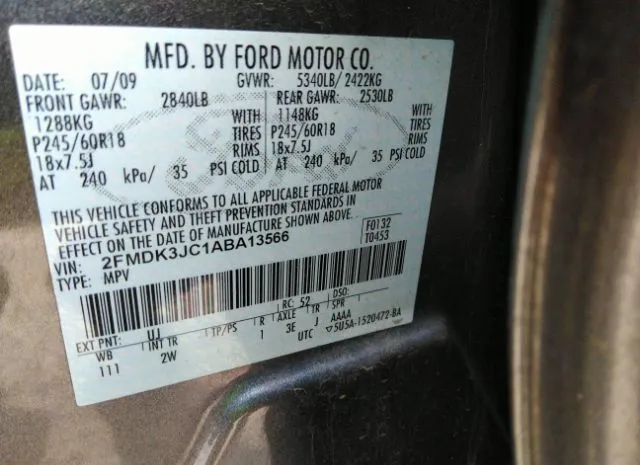 MFD. BY FORD MOTOR CO.
DATE: 07/09 GVWR: 5340LB/2422KG
FRONT GAWR: 2840LB REAR GAWR: 2530LB
1288KG WITH 1148KG WITH
P245/60R18 TIRES P245/60R18 TIRES
18x7.5J RIMS 18x7.5J RIMS
AT 240 kPa/ 35 PSI COLD AT 240 kPa/ 35 PSI COLD
THIS VEHICLE CONFORMS TO ALL APPLICABLE FEDERAL MOTOR
VEHICLE SAFETY AND THEFT PREVENTION STANDARDS IN
EFFECT ON THE DATE OF MANUFACTURE SHOWN ABOVE.
VIN: 2FMDK3JC1ABA13566 F0132
TYPE: MPV T0453
EXT PNT: UJ RC: 52 DSO:
WB INT TR TP/PS R AXLE TR SPR
111 2W 1 3E J AAAA
UTC 5U5A-1520472-BA